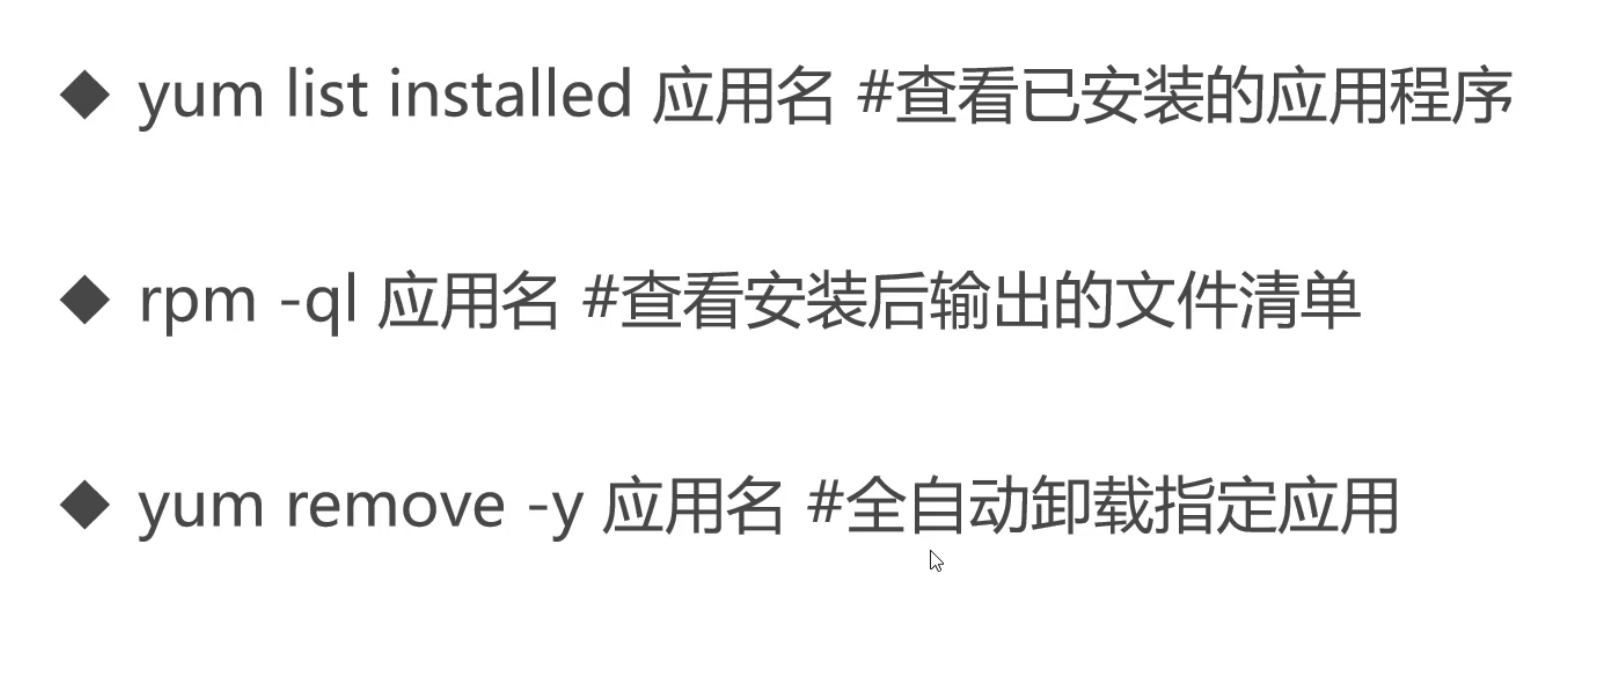 ◆ yum list installed 应用名 #查看已安装的应用程序
◆ rpm -ql 应用名 #查看安装后输出的文件清单
◆ yum remove -y 应用名 #全自动卸载指定应用